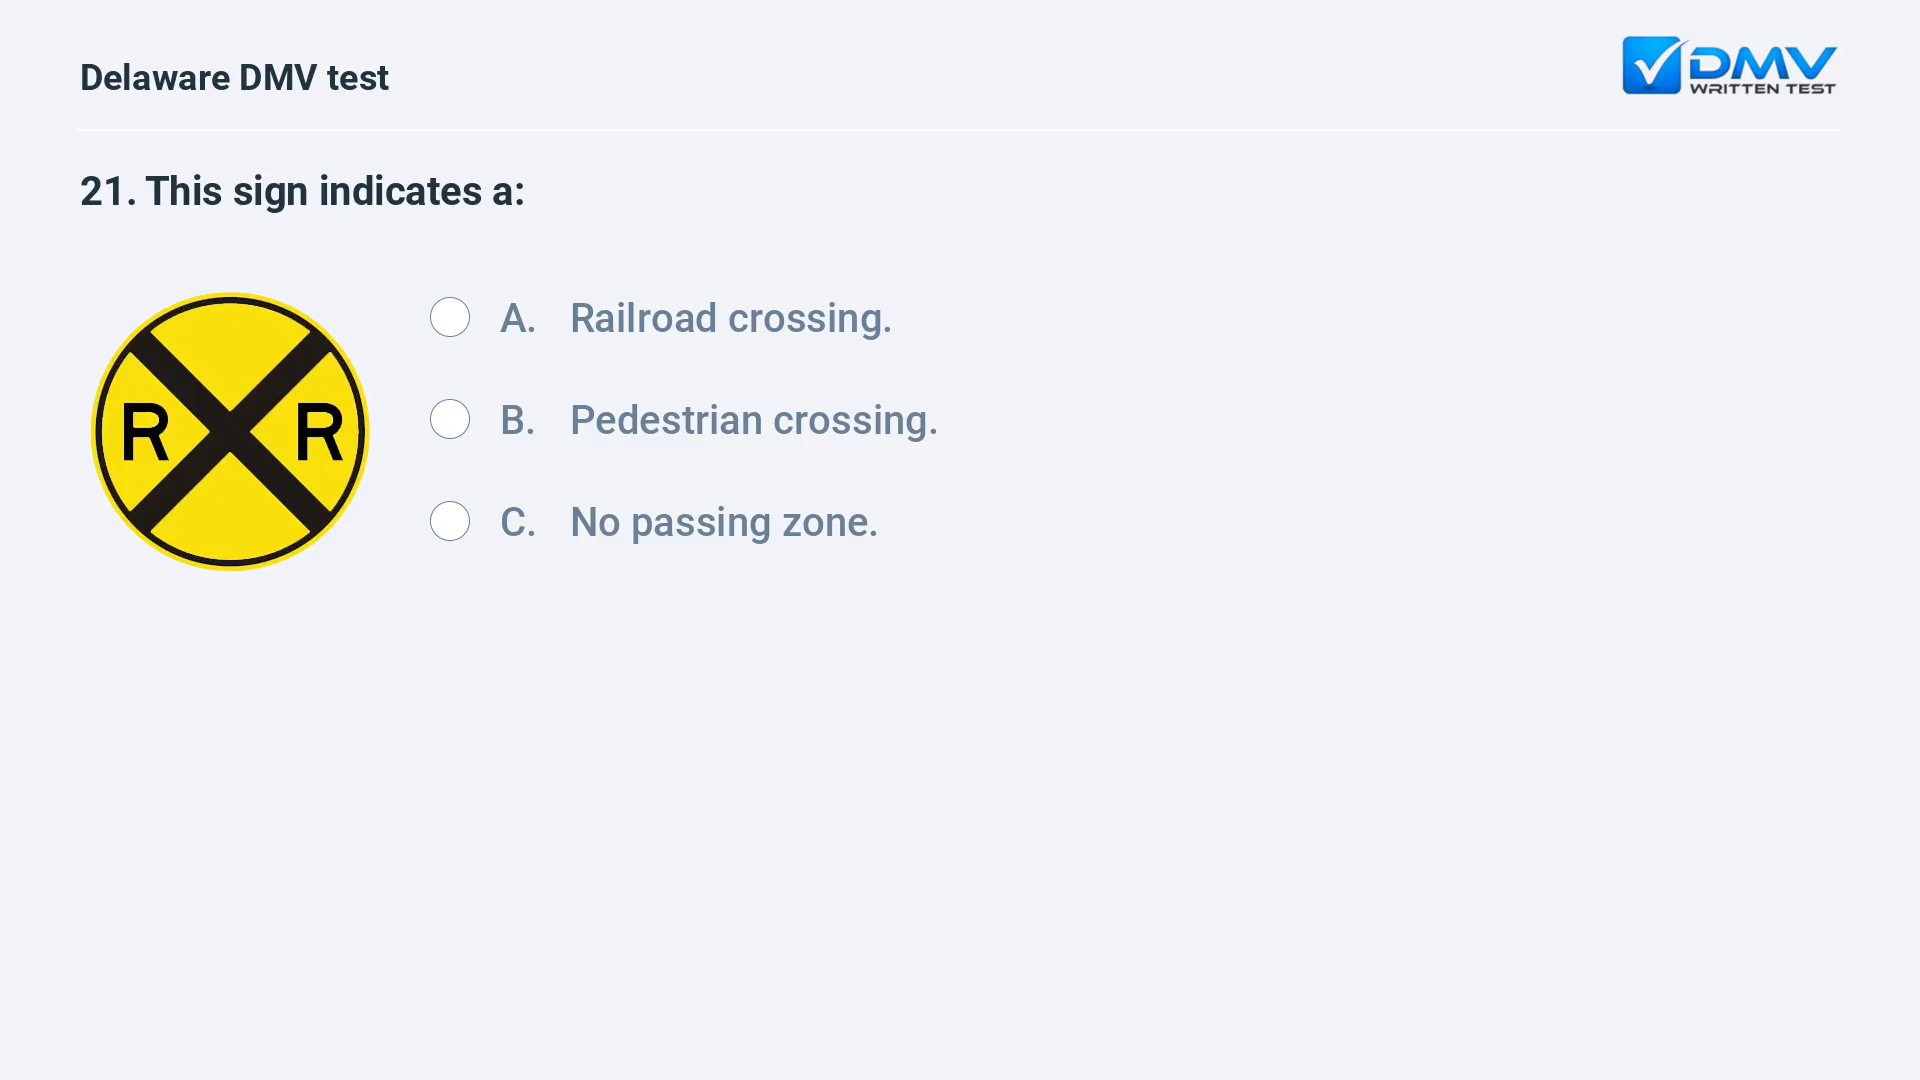 Delaware DMV test
DMV
WRITTEN TEST
21. This sign indicates a:
R R
A. Railroad crossing.
B. Pedestrian crossing.
C. No passing zone.